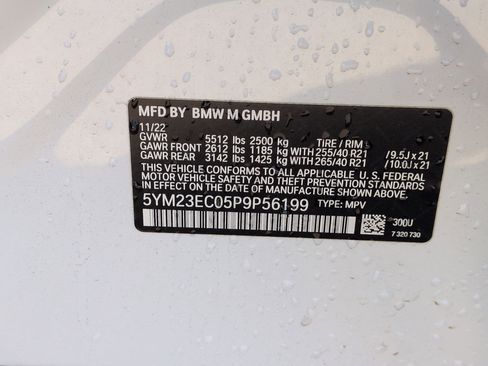 MFD BY BMW M GMBH
11/22
GVWR 5512 lbs 2500 kg TIRE / RIM
GAWR FRONT 2612 lbs 1185 kg WITH 255/40 R21 /9.5J x 21
GAWR REAR 3142 lbs 1425 kg WITH 265/40 R21 /10.0J x 21
THIS VEHICLE CONFORMS TO ALL APPLICABLE U.S. FEDERAL
MOTOR VEHICLE SAFETY STANDARDS IN EFFECT ON THE
DATE OF MANUFACTURE SHOWN ABOVE.
5YM23EC05P9P56199 TYPE: MPV
300U
7 320 730